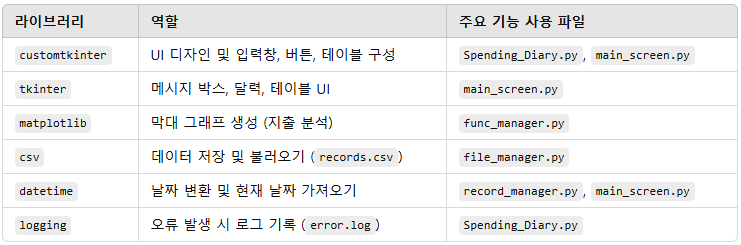 라이브러리 역할 주요 기능 사용 파일
customtkinter UI 디자인 및 입력창, 버튼, 테이블 구성 Spending_Diary.py, main_screen.py
tkinter 메시지 박스, 달력, 테이블 UI main_screen.py
matplotlib 막대 그래프 생성 (지출 분석) func_manager.py
csv 데이터 저장 및 불러오기 (records.csv) file_manager.py
datetime 날짜 변환 및 현재 날짜 가져오기 record_manager.py, main_screen.py
logging 오류 발생 시 로그 기록 (error.log) Spending_Diary.py